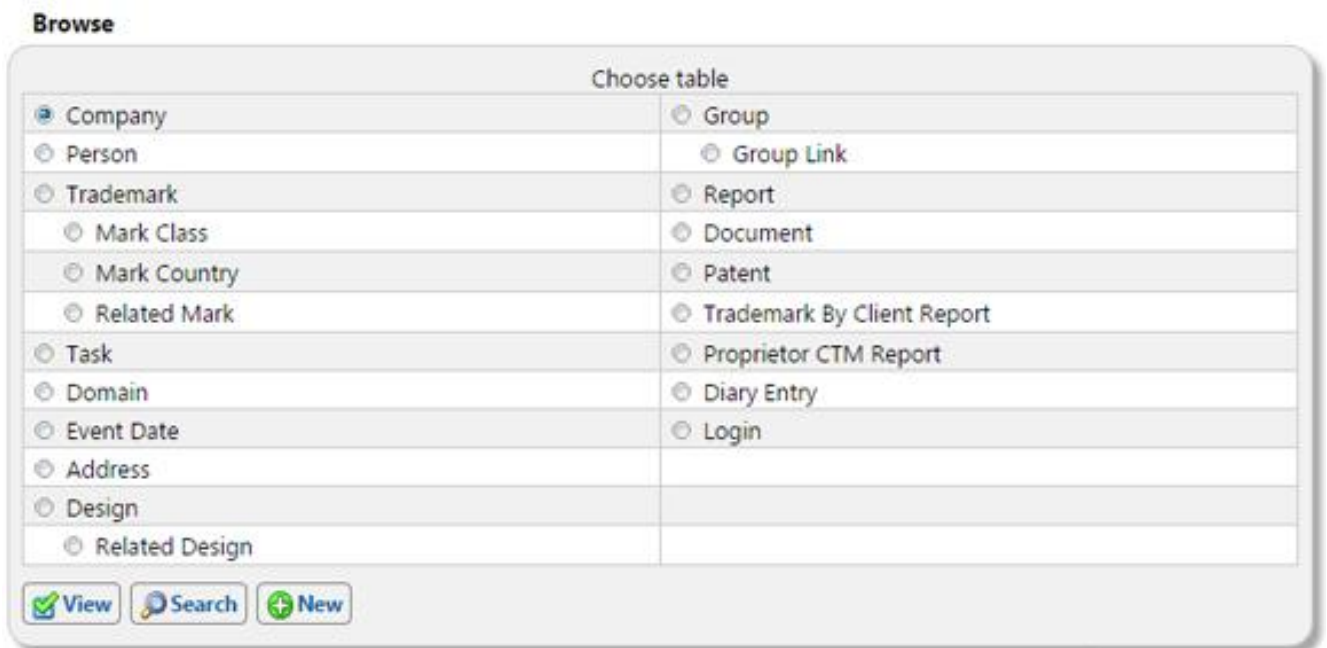 Browse
Choose table
Company
Group
Person
Group Link
Trademark
Report
Mark Class
Document
Mark Country
Patent
Related Mark
Trademark By Client Report
Task
Proprietor CTM Report
Domain
Diary Entry
Event Date
Login
Address
Design
Related Design
View
Search
New